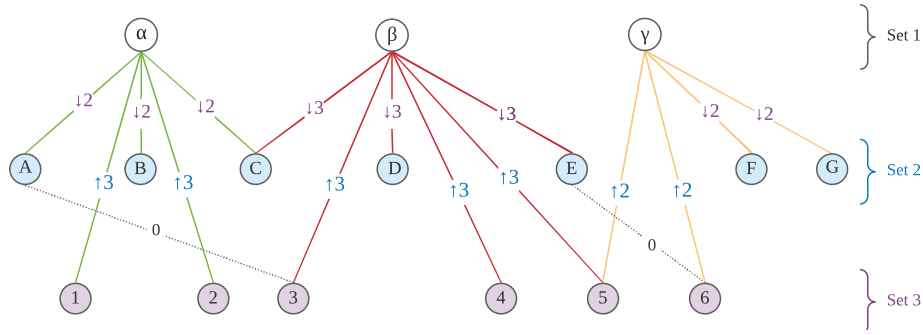 α β γ Set 1
↓2 ↓2 ↓2 ↓3 ↓3 ↓3 ↓2 ↓2
A B C D E F G Set 2
↑3 ↑3 ↑3 ↑3 ↑3 ↑2 ↑2
0 0
1 2 3 4 5 6 Set 3